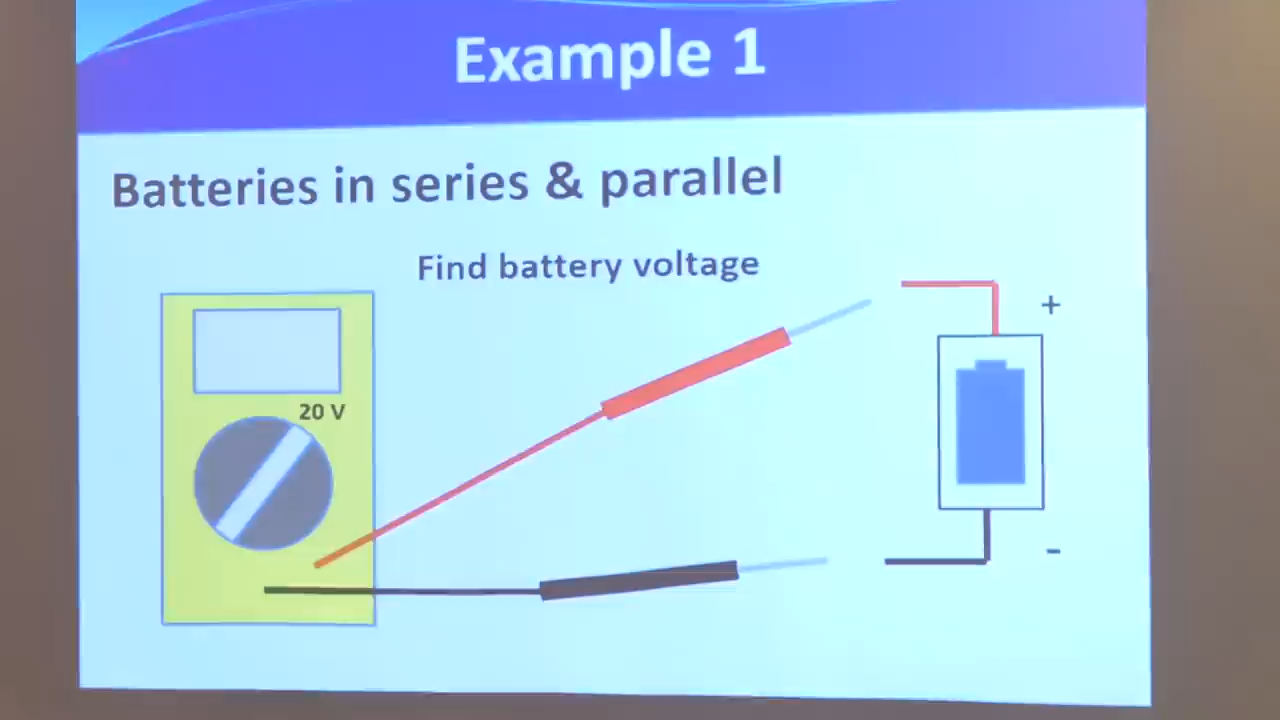 Example 1
Batteries in series & parallel
Find battery voltage
20 V
+
-